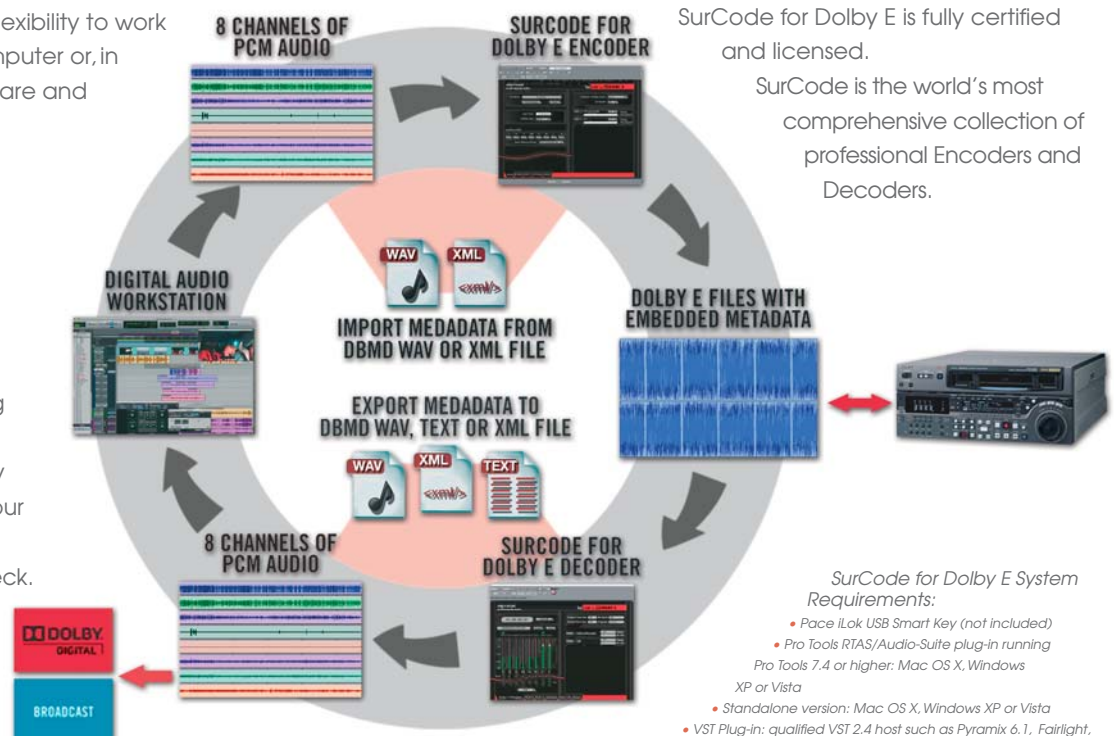 exibility to work
nputer or, in
are and
g
y
our
eck.
8 CHANNELS OF
PCM AUDIO
SURCODE FOR
DOLBY E ENCODER
SurCode for Dolby E is fully certified
and licensed.
SurCode is the world's most
comprehensive collection of
professional Encoders and
Decoders.
DIGITAL AUDIO
WORKSTATION
WAV
XML
<xml/>
IMPORT MEDADATA FROM
DBMD WAV OR XML FILE
DOLBY E FILES WITH
EMBEDDED METADATA
EXPORT MEDADATA TO
DBMD WAV, TEXT OR XML FILE
WAV
XML
<xml/>
TEXT
8 CHANNELS OF
PCM AUDIO
SURCODE FOR
DOLBY E DECODER
DOLBY
DIGITAL
BROADCAST
SurCode for Dolby E System
Requirements:
• Pace iLok USB Smart Key (not included)
• Pro Tools RTAS/Audio-Suite plug-in running
Pro Tools 7.4 or higher: Mac OS X, Windows
XP or Vista
• Standalone version: Mac OS X, Windows XP or Vista
• VST Plug-in: qualified VST 2.4 host such as Pyramix 6.1, Fairlight,